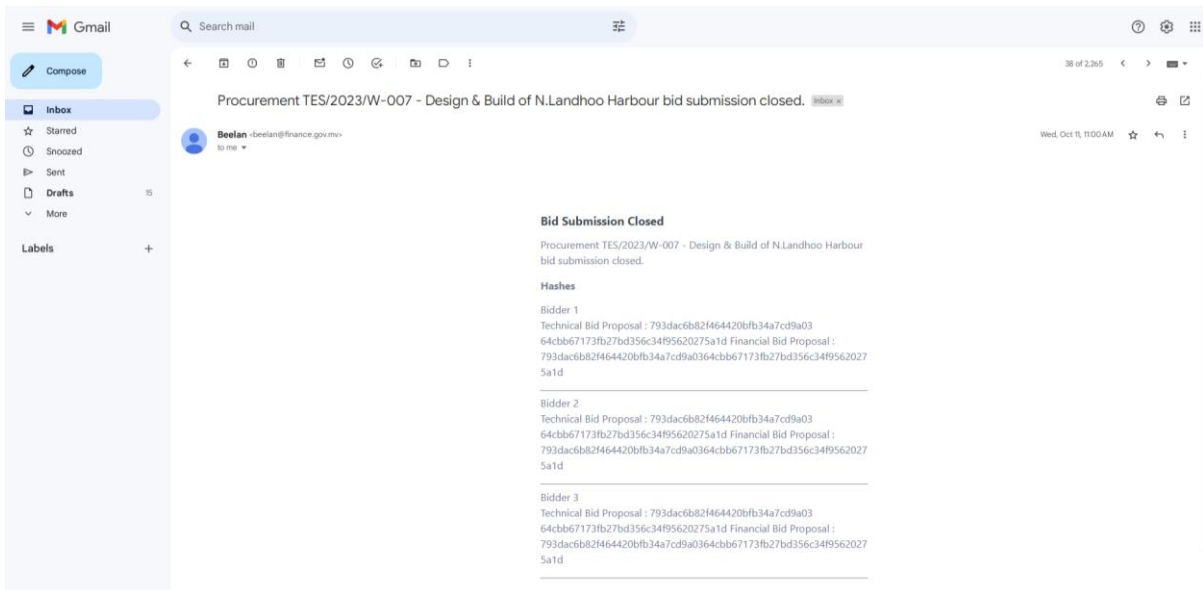 Gmail
Search mail
Compose
38 of 2,265
Inbox
Starred
Snoozed
Sent
Drafts 15
More
Labels +
Procurement TES/2023/W-007 - Design & Build of N.Landhoo Harbour bid submission closed. Inbox x
Beelan <beelan@finance.gov.mv>
Wed, Oct 11, 11:00 AM
to me
Bid Submission Closed
Procurement TES/2023/W-007 - Design & Build of N.Landhoo Harbour
bid submission closed.
Hashes
Bidder 1
Technical Bid Proposal : 793dac6b82f464420bfb34a7cd9a03
64cbb67173fb27bd356c34f95620275a1d Financial Bid Proposal :
793dac6b82f464420bfb34a7cd9a0364cbb67173fb27bd356c34f9562027
5a1d
Bidder 2
Technical Bid Proposal : 793dac6b82f464420bfb34a7cd9a03
64cbb67173fb27bd356c34f95620275a1d Financial Bid Proposal :
793dac6b82f464420bfb34a7cd9a0364cbb67173fb27bd356c34f9562027
5a1d
Bidder 3
Technical Bid Proposal : 793dac6b82f464420bfb34a7cd9a03
64cbb67173fb27bd356c34f95620275a1d Financial Bid Proposal :
793dac6b82f464420bfb34a7cd9a0364cbb67173fb27bd356c34f9562027
5a1d